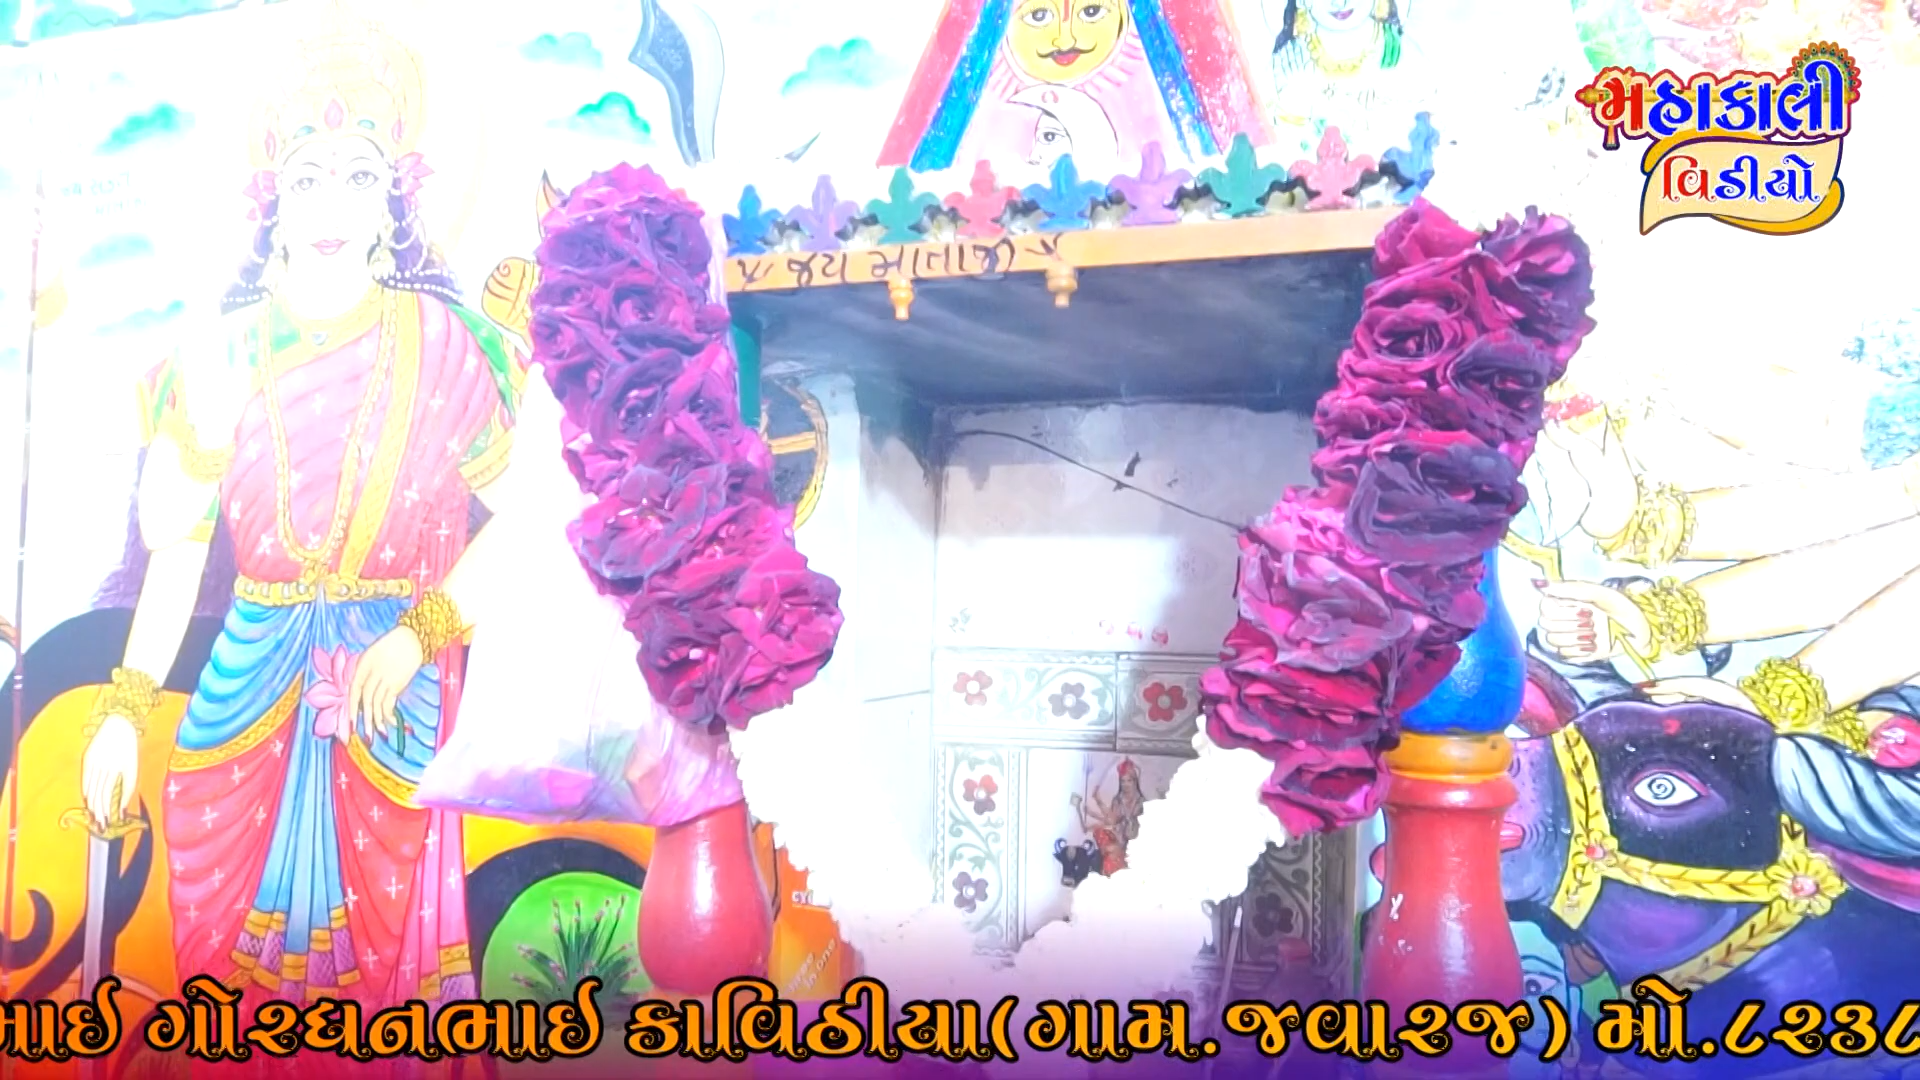 મહાકાલી
વિડીયો
જય માતાજી
ભાઇ ગોરધનભાઇ કાવિઠીયા(ગામ.જવારજ) મો.૮૨૩૮